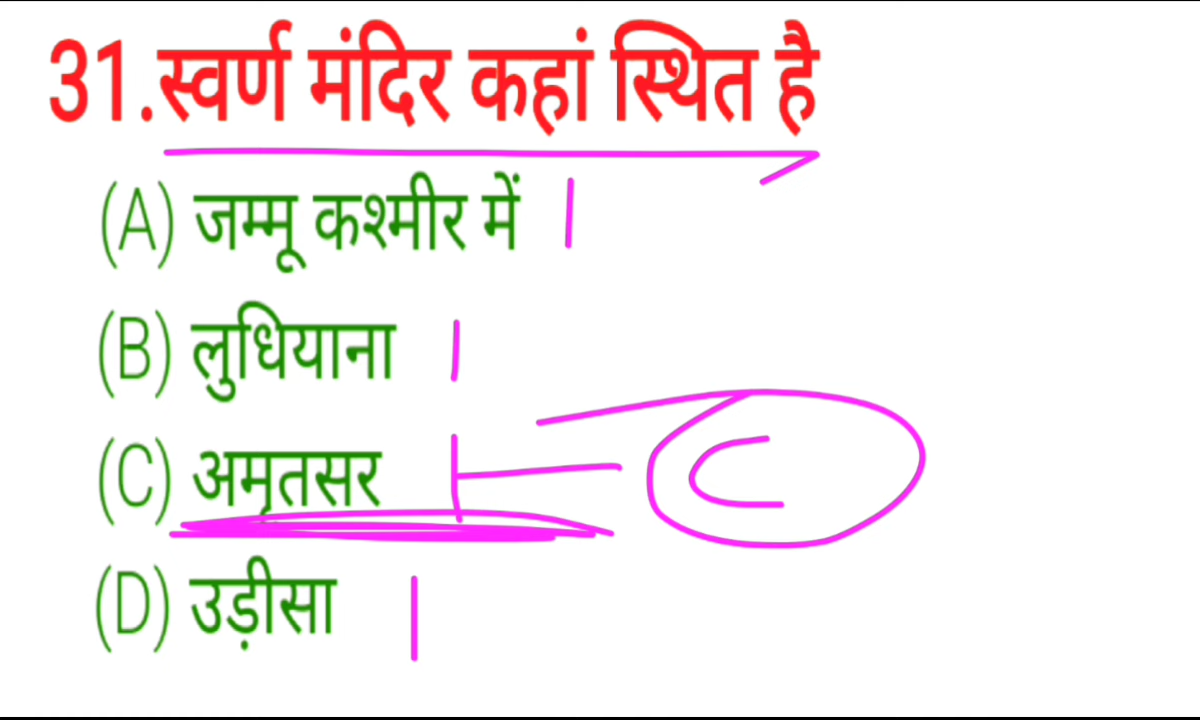 31.स्वर्ण मंदिर कहां स्थित है
(A) जम्मू कश्मीर में |
(B) लुधियाना |
(C) अमृतसर C
(D) उड़ीसा |